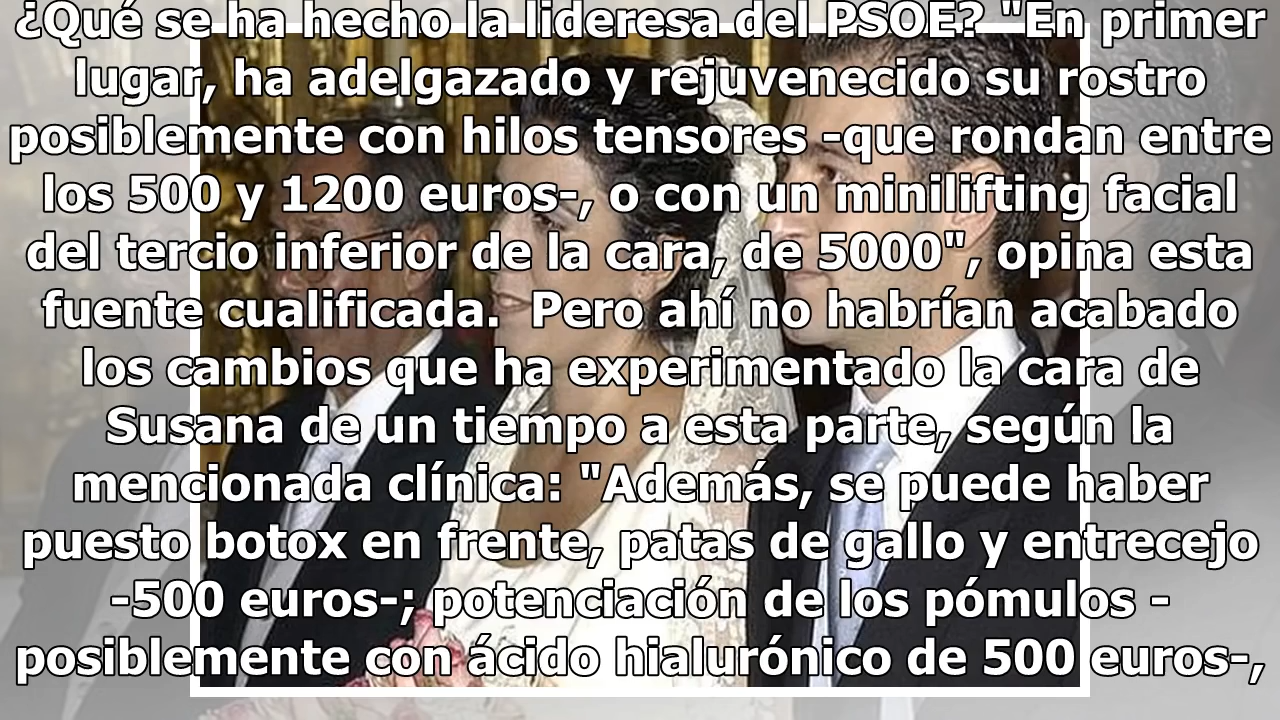 ¿Qué se ha hecho la lideresa del PSOE? "En primer
lugar, ha adelgazado y rejuvenecido su rostro
posiblemente con hilos tensores -que rondan entre
los 500 y 1200 euros-, o con un minilifting facial
del tercio inferior de la cara, de 5000", opina esta
fuente cualificada.  Pero ahí no habrían acabado
los cambios que ha experimentado la cara de
Susana de un tiempo a esta parte, según la
mencionada clínica: "Además, se puede haber
puesto botox en frente, patas de gallo y entrecejo
-500 euros-; potenciación de los pómulos -
posiblemente con ácido hialurónico de 500 euros-,